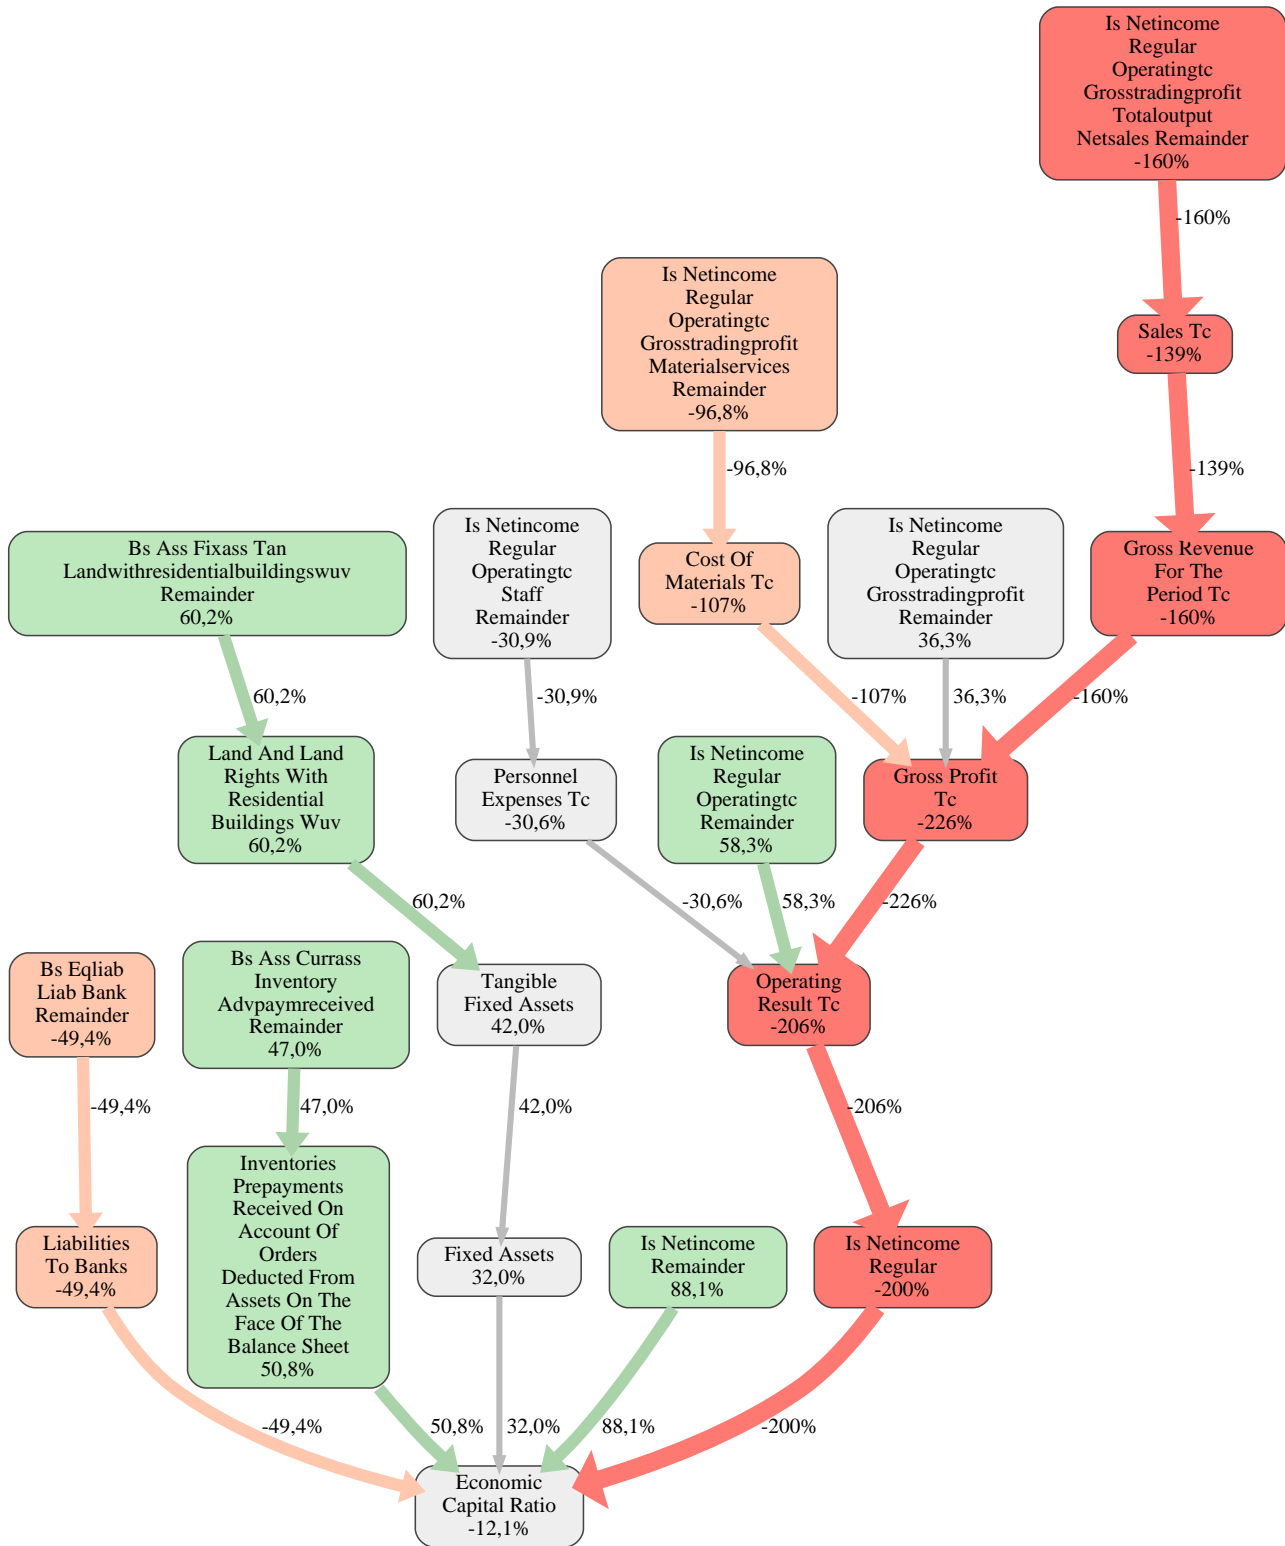 Is Netincome
Regular
Operatingtc
Grosstradingprofit
Totaloutput
Netsales Remainder
-160%
-160%
Is Netincome
Regular
Operatingtc
Grosstradingprofit
Materialservices
Remainder
-96,8%
Sales Tc
-139%
-96,8%
-139%
Bs Ass Fixass Tan
Landwithresidentialbuildingswuv
Remainder
60,2%
Is Netincome
Regular
Operatingtc
Staff
Remainder
-30,9%
Cost Of
Materials Tc
-107%
Is Netincome
Regular
Operatingtc
Grosstradingprofit
Remainder
36,3%
Gross Revenue
For The
Period Tc
-160%
60,2%
-30,9%
-107%
36,3%
-160%
Land And Land
Rights With
Residential
Buildings Wuv
60,2%
Personnel
Expenses Tc
-30,6%
Is Netincome
Regular
Operatingtc
Remainder
58,3%
Gross Profit
Tc
-226%
60,2%
-30,6%
58,3%
-226%
Bs Eqliab
Liab Bank
Remainder
-49,4%
Bs Ass Currass
Inventory
Advpaymreceived
Remainder
47,0%
Tangible
Fixed Assets
42,0%
Operating
Result Tc
-206%
-49,4%
47,0%
42,0%
-206%
Liabilities
To Banks
-49,4%
Inventories
Prepayments
Received On
Account Of
Orders
Deducted From
Assets On The
Face Of The
Balance Sheet
50,8%
Fixed Assets
32,0%
Is Netincome
Remainder
88,1%
Is Netincome
Regular
-200%
-49,4%
50,8%
32,0%
88,1%
-200%
Economic
Capital Ratio
-12,1%